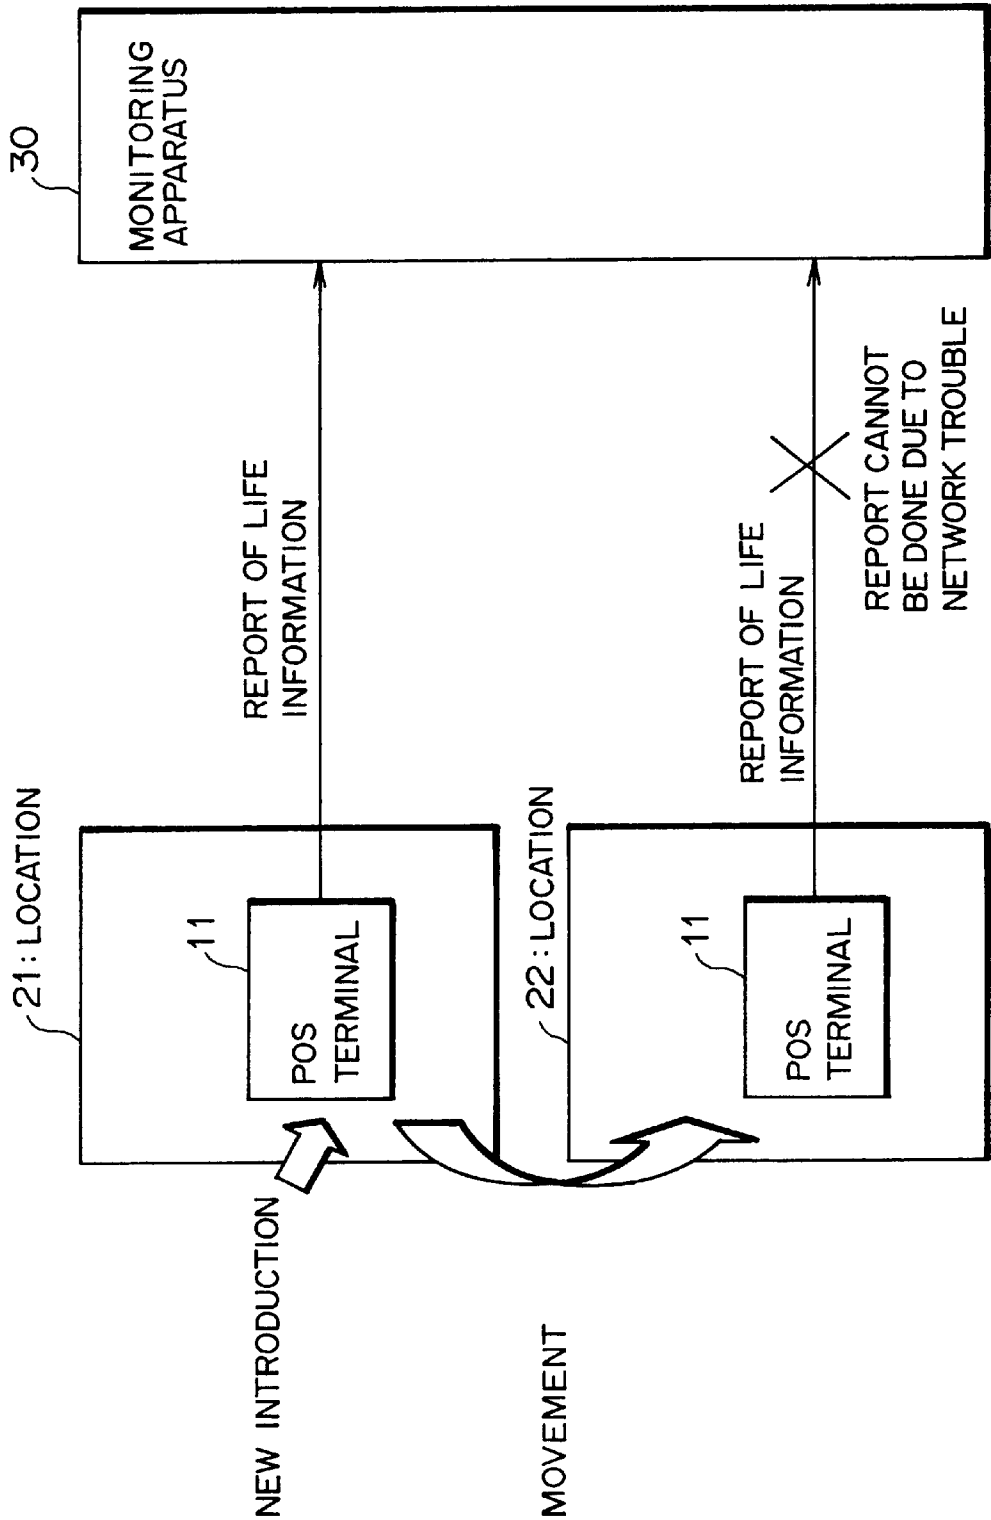 30
MONITORING
APPARATUS
REPORT OF LIFE
INFORMATION
REPORT OF LIFE
INFORMATION
REPORT CANNOT
BE DONE DUE TO
NETWORK TROUBLE
21: LOCATION
11
POS
TERMINAL
22: LOCATION
11
POS
TERMINAL
NEW INTRODUCTION
MOVEMENT